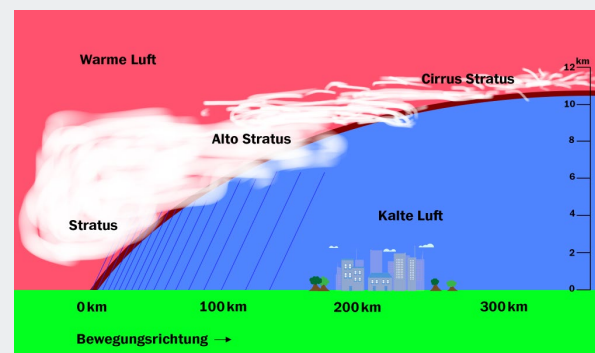 Warme Luft
Cirrus Stratus
km
12
10
8
6
4
2
0
Alto Stratus
Stratus
Kalte Luft
0 km
100 km
200 km
300 km
Bewegungsrichtung →